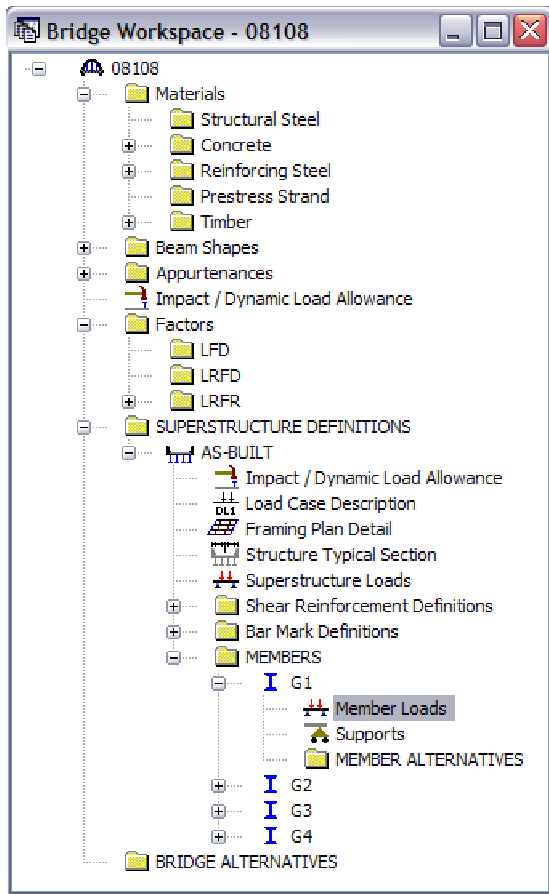 Bridge Workspace - 08108
08108
Materials
Structural Steel
Concrete
Reinforcing Steel
Prestress Strand
Timber
Beam Shapes
Appurtenances
Impact / Dynamic Load Allowance
Factors
LFD
LRFD
LRFR
SUPERSTRUCTURE DEFINITIONS
AS-BUILT
Impact / Dynamic Load Allowance
DL1 Load Case Description
Framing Plan Detail
Structure Typical Section
Superstructure Loads
Shear Reinforcement Definitions
Bar Mark Definitions
MEMBERS
G1
Member Loads
Supports
MEMBER ALTERNATIVES
G2
G3
G4
BRIDGE ALTERNATIVES